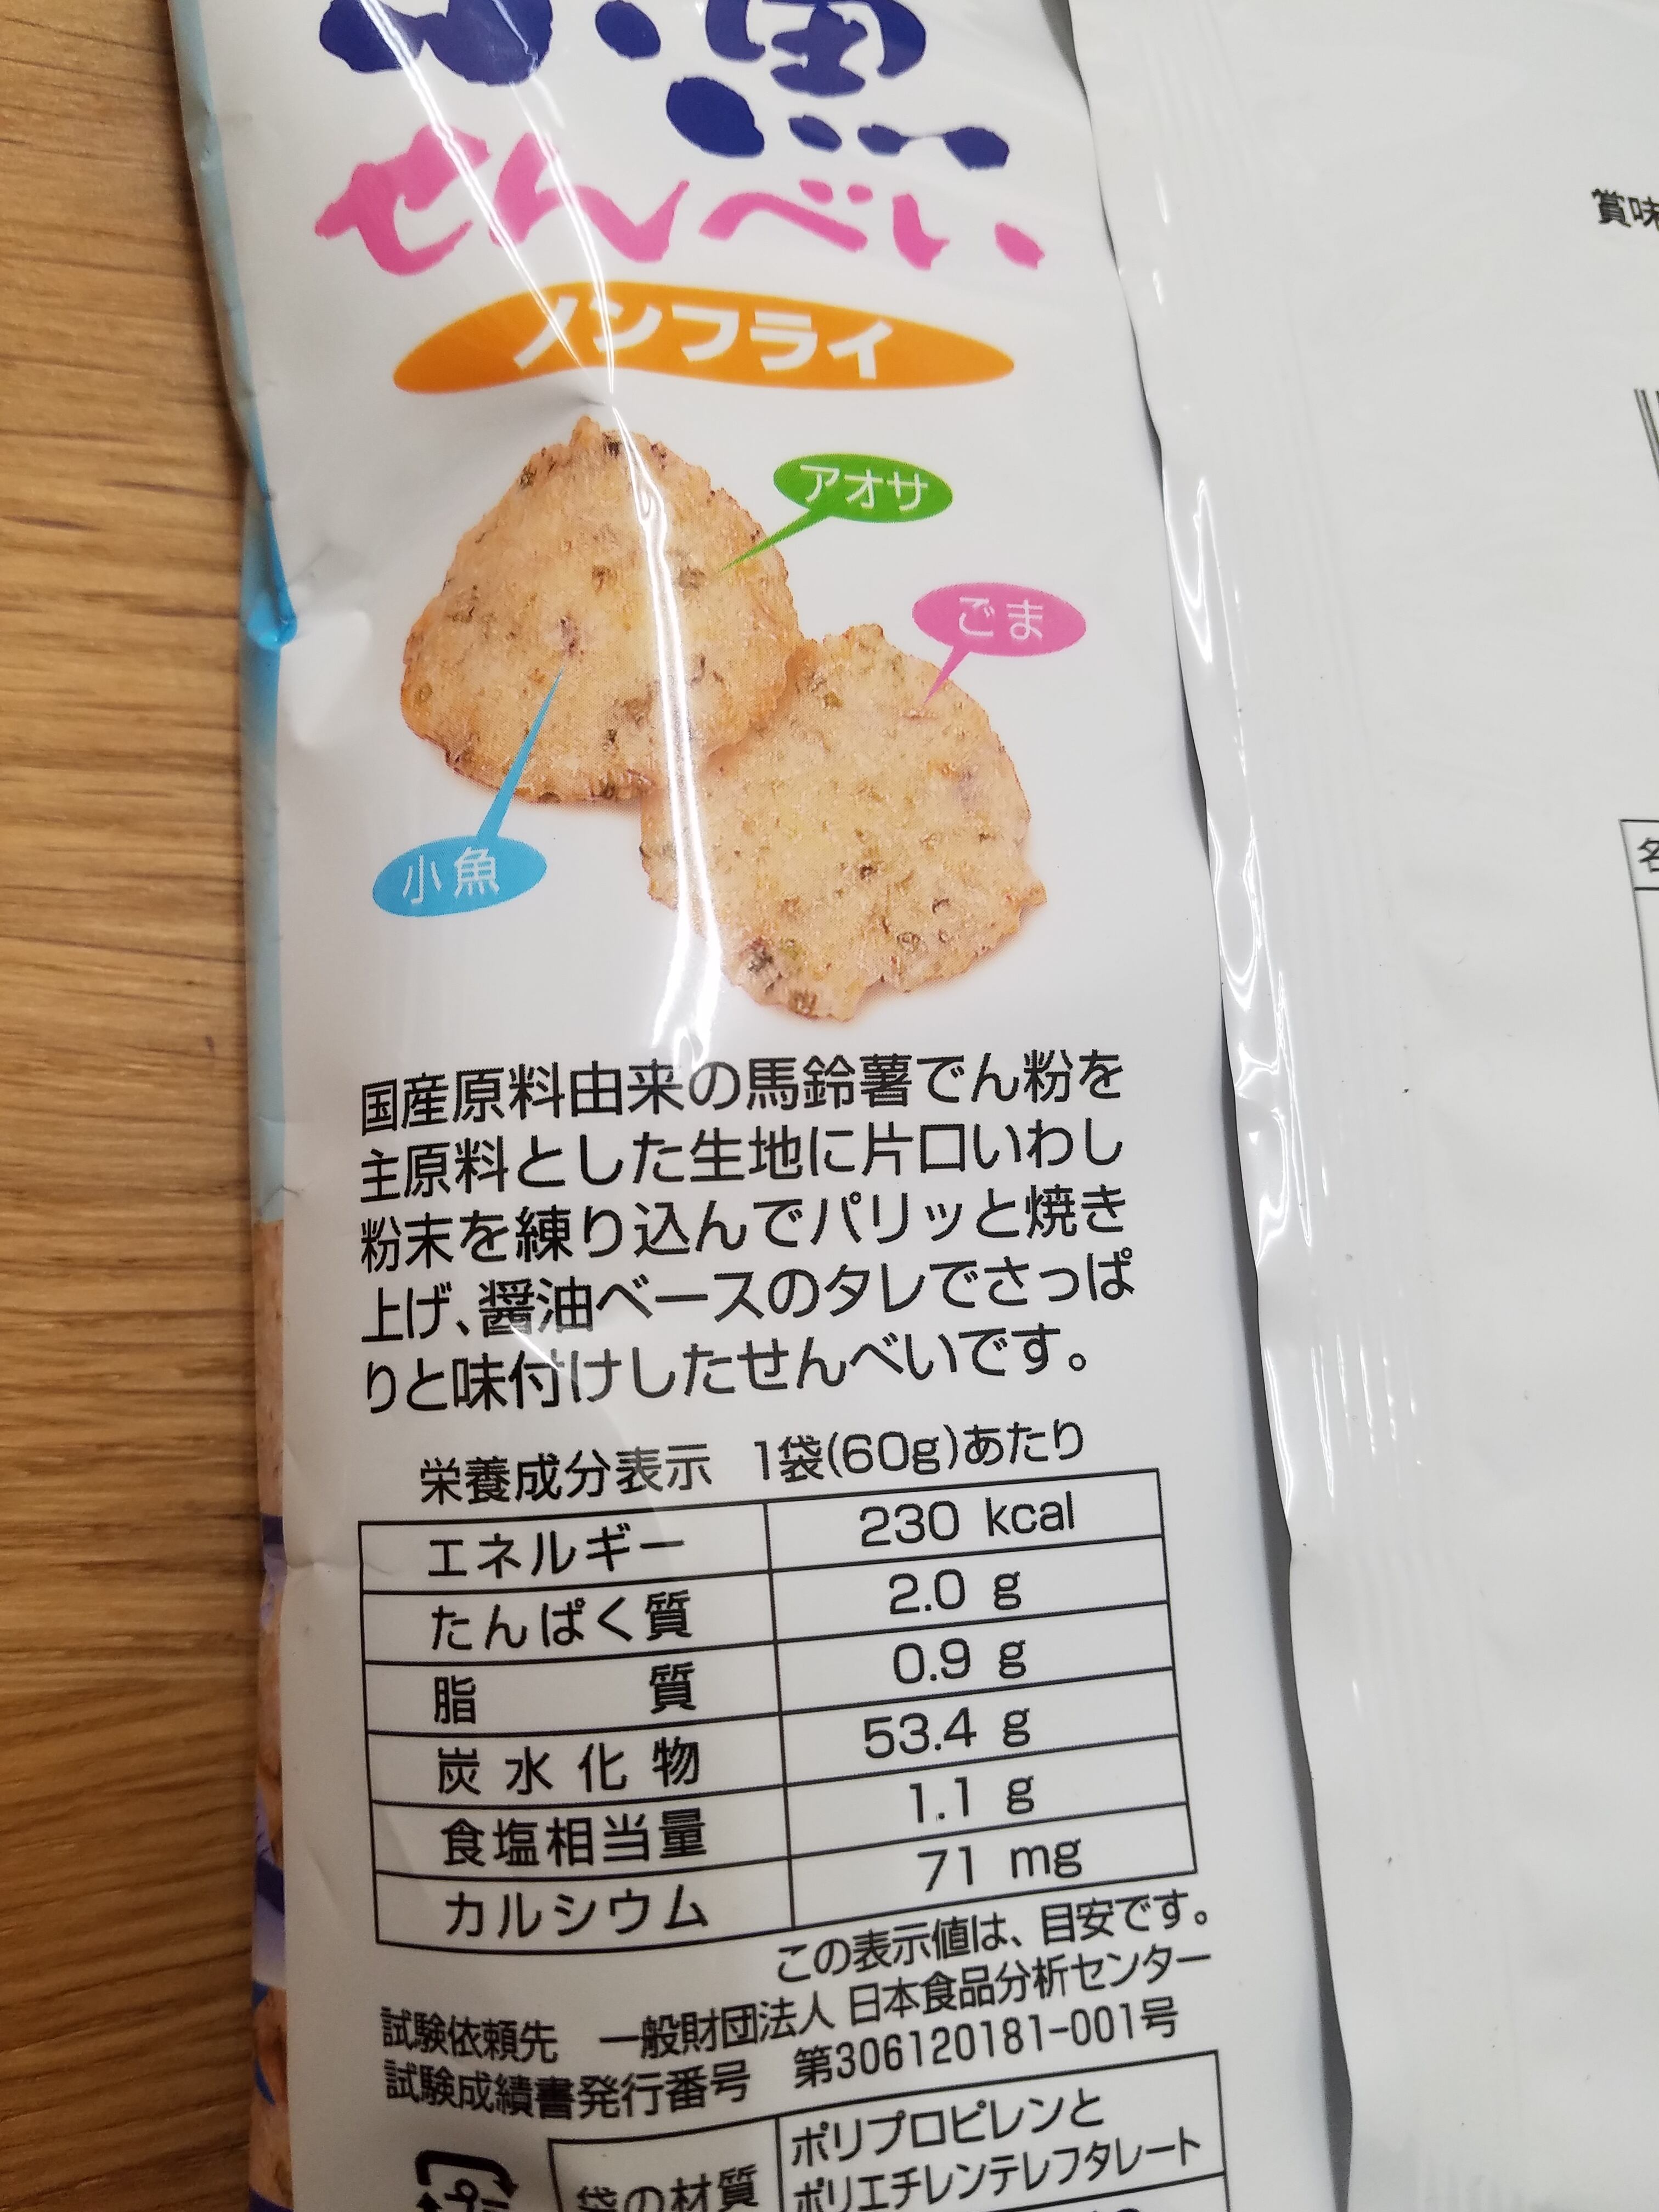 小魚
せんべい
ノンフライ
アオサ
ごま
小魚
国産原料由来の馬鈴薯でん粉を
主原料とした生地に片口いわし
粉末を練り込んでパリッと焼き
上げ、醤油ベースのタレでさっぱ
りと味付けしたせんべいです。
栄養成分表示 1袋(60g)あたり
エネルギー 230 kcal
たんぱく質 2.0 g
脂質 0.9 g
炭水化物 53.4 g
食塩相当量 1.1 g
カルシウム 71 mg
この表示値は、目安です。
試験依頼先 一般財団法人 日本食品分析センター
試験成績書発行番号 第306120181-001号
袋の材質 ポリプロピレンと
ポリエチレンテレフタレート
賞味
名